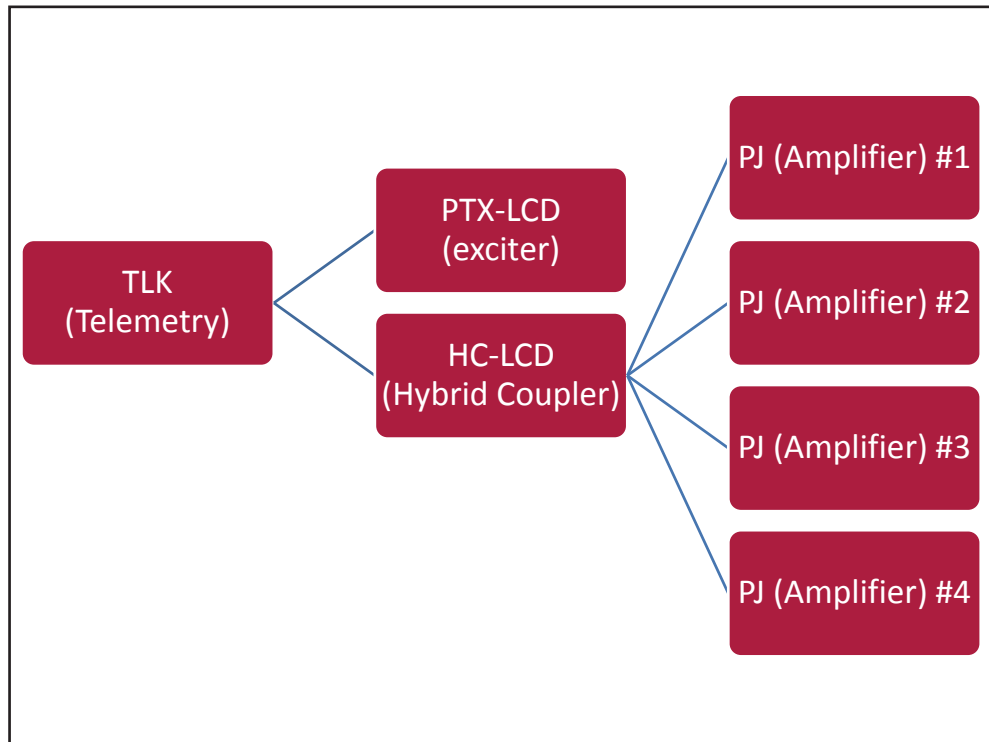 TLK
(Telemetry)
PTX-LCD
(exciter)
HC-LCD
(Hybrid Coupler)
PJ (Amplifier) #1
PJ (Amplifier) #2
PJ (Amplifier) #3
PJ (Amplifier) #4